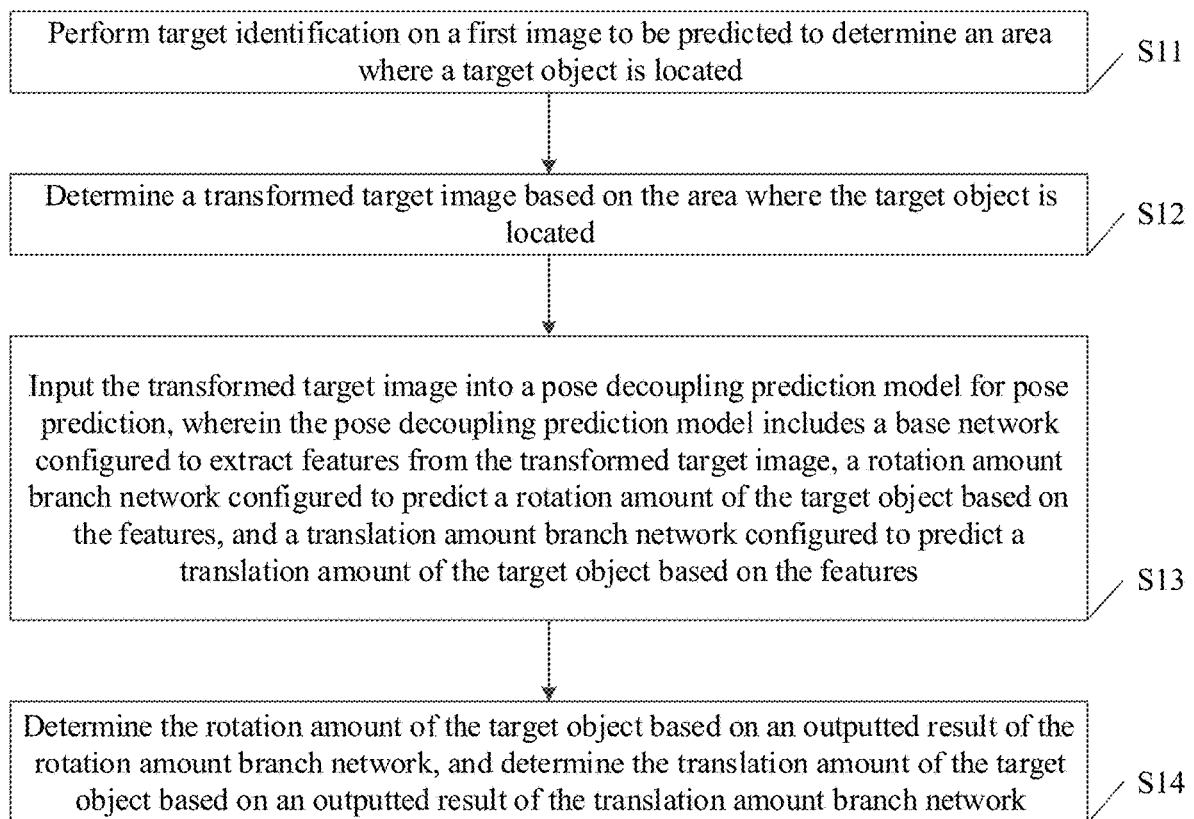 Perform target identification on a first image to be predicted to determine an area
where a target object is located
S11
Determine a transformed target image based on the area where the target object is
located
S12
Input the transformed target image into a pose decoupling prediction model for pose
prediction, wherein the pose decoupling prediction model includes a base network
configured to extract features from the transformed target image, a rotation amount
branch network configured to predict a rotation amount of the target object based on
the features, and a translation amount branch network configured to predict a
translation amount of the target object based on the features
S13
Determine the rotation amount of the target object based on an outputted result of the
rotation amount branch network, and determine the translation amount of the target
object based on an outputted result of the translation amount branch network
S14